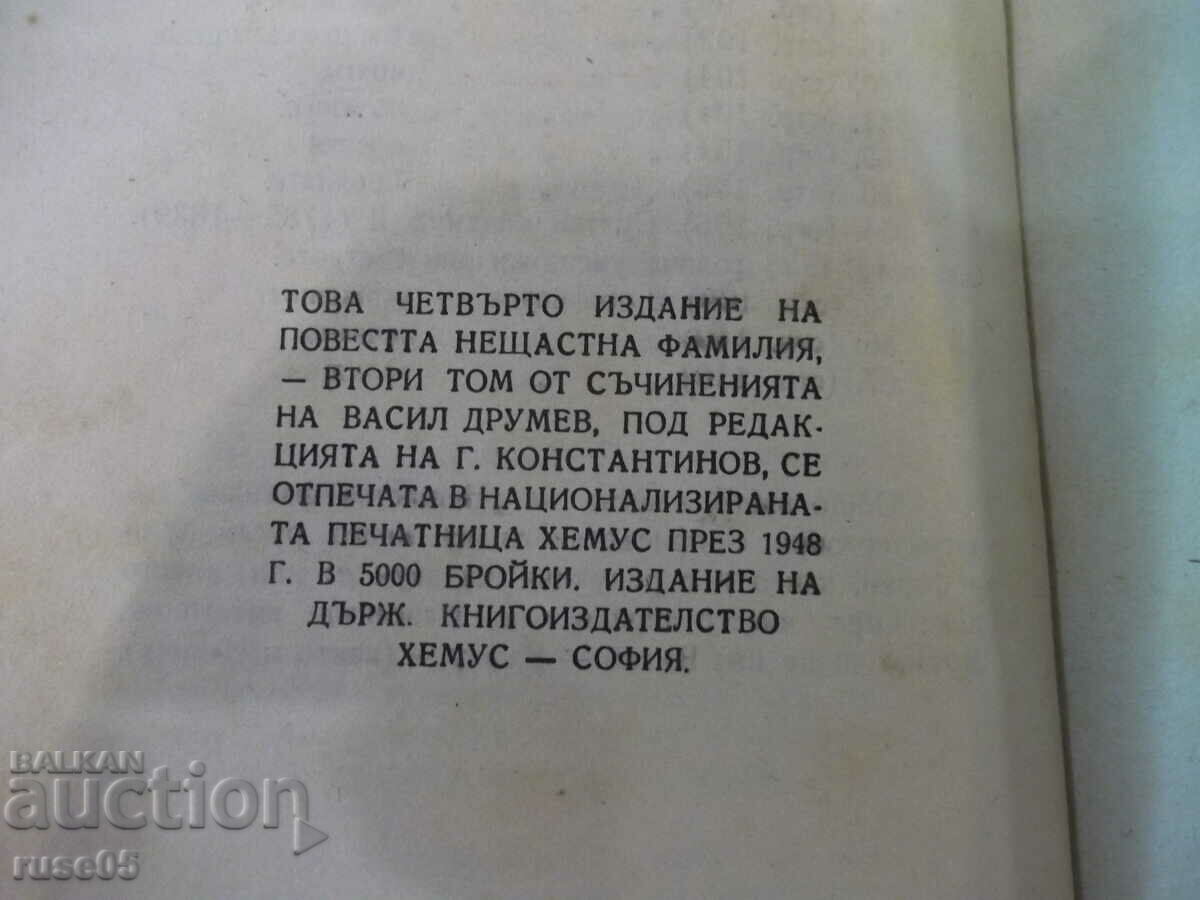 ТОВА ЧЕТВЪРТО ИЗДАНИЕ НА
ПОВЕСТТА НЕЩАСТНА ФАМИЛИЯ,
— ВТОРИ ТОМ ОТ СЪЧИНЕНИЯТА
НА ВАСИЛ ДРУМЕВ, ПОД РЕДАК-
ЦИЯТА НА Г. КОНСТАНТИНОВ, СЕ
ОТПЕЧАТА В НАЦИОНАЛИЗИРАНА-
ТА ПЕЧАТНИЦА ХЕМУС ПРЕЗ 1948
Г. В 5000 БРОЙКИ. ИЗДАНИЕ НА
ДЪРЖ. КНИГОИЗДАТЕЛСТВО
ХЕМУС — СОФИЯ.
BALKAN
auction
ruse05